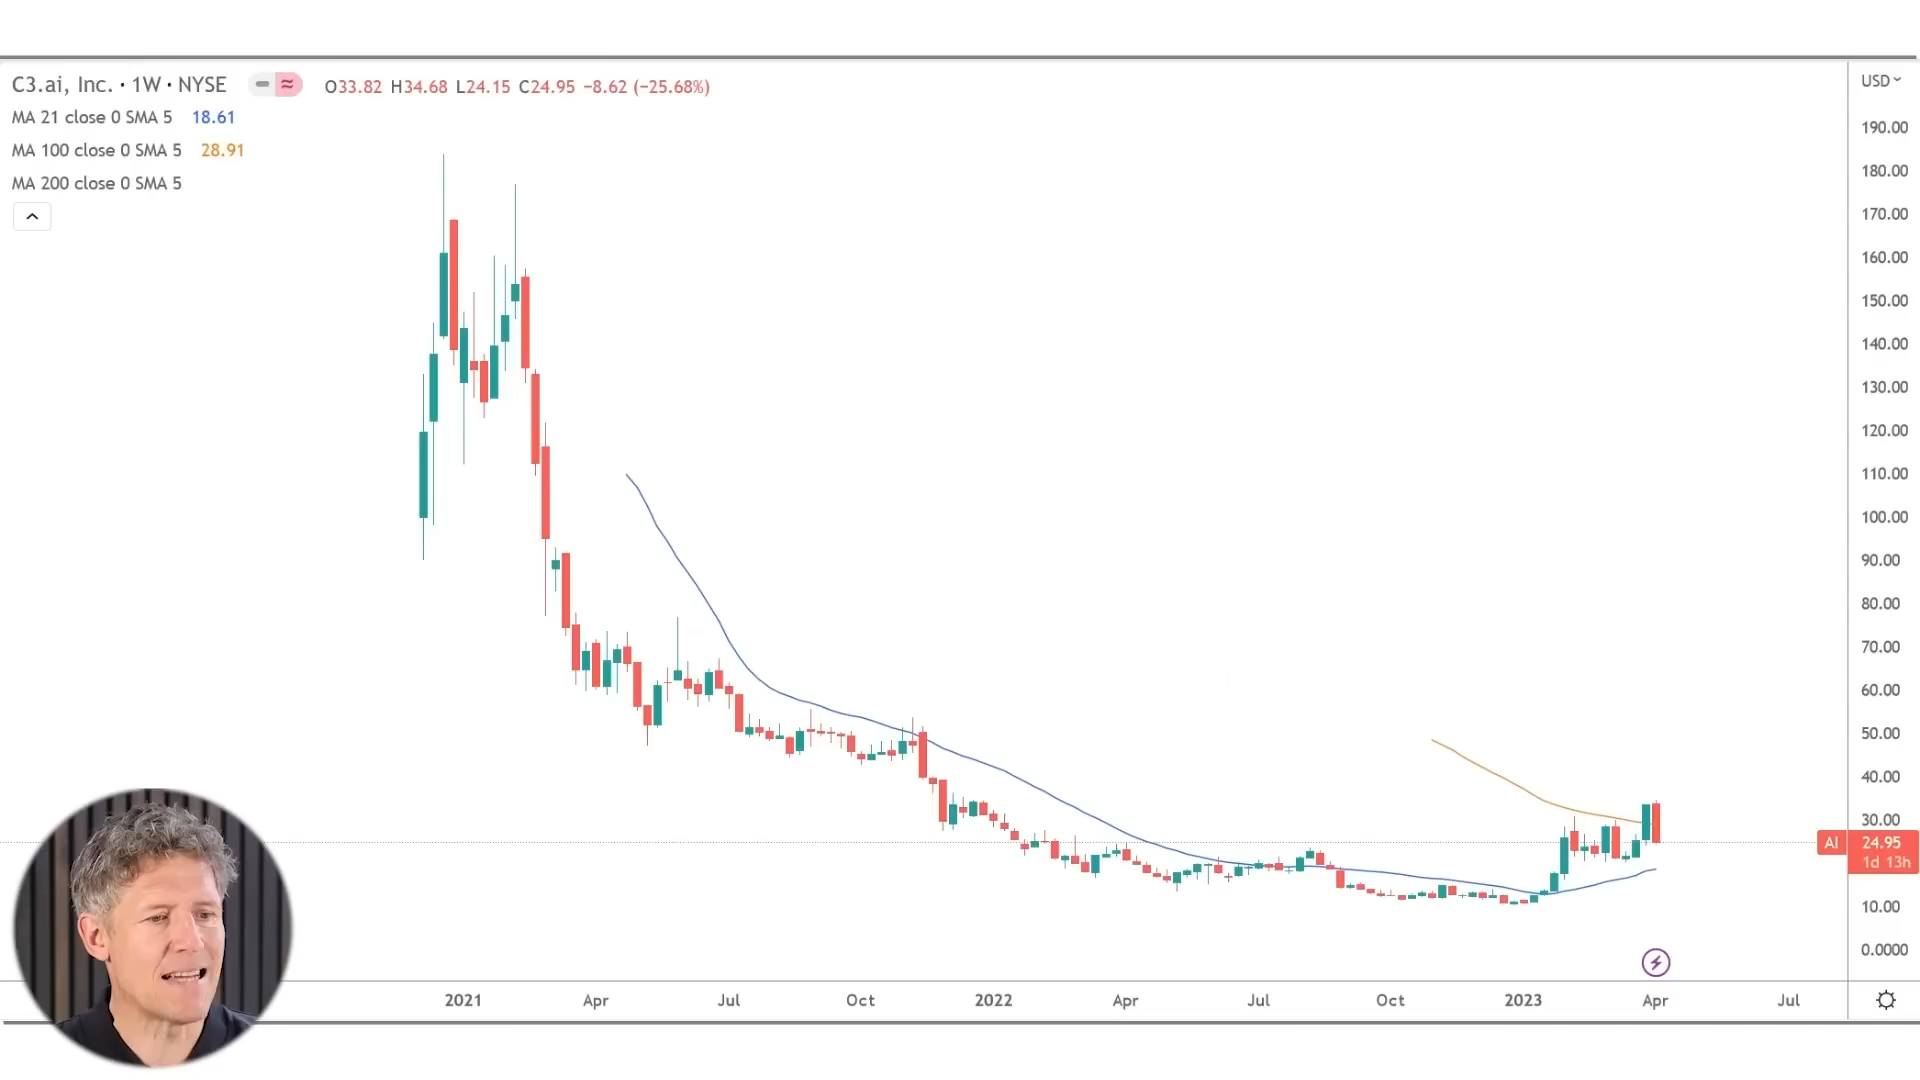 C3.ai, Inc. · 1W · NYSE O33.82 H34.68 L24.15 C24.95 −8.62 (−25.68%)
MA 21 close 0 SMA 5 18.61
MA 100 close 0 SMA 5 28.91
MA 200 close 0 SMA 5
USD
190.00
180.00
170.00
160.00
150.00
140.00
130.00
120.00
110.00
100.00
90.00
80.00
70.00
60.00
50.00
40.00
30.00
AI 24.95
1d 13h
10.00
0.0000
2021 Apr Jul Oct 2022 Apr Jul Oct 2023 Apr Jul